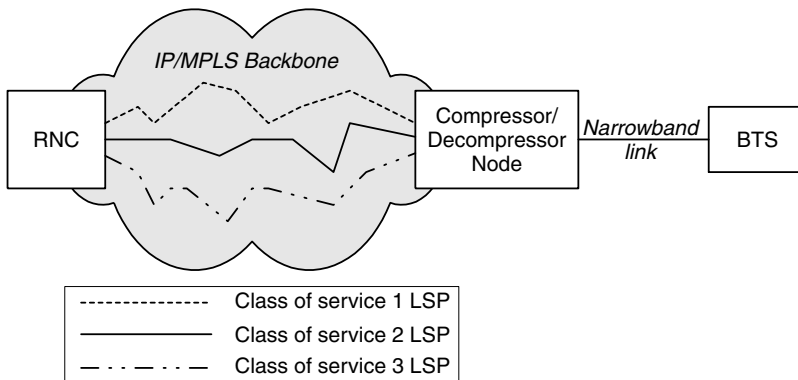 IP/MPLS Backbone
RNC
Compressor/
Decompressor
Node
Narrowband
link
BTS
Class of service 1 LSP
Class of service 2 LSP
Class of service 3 LSP